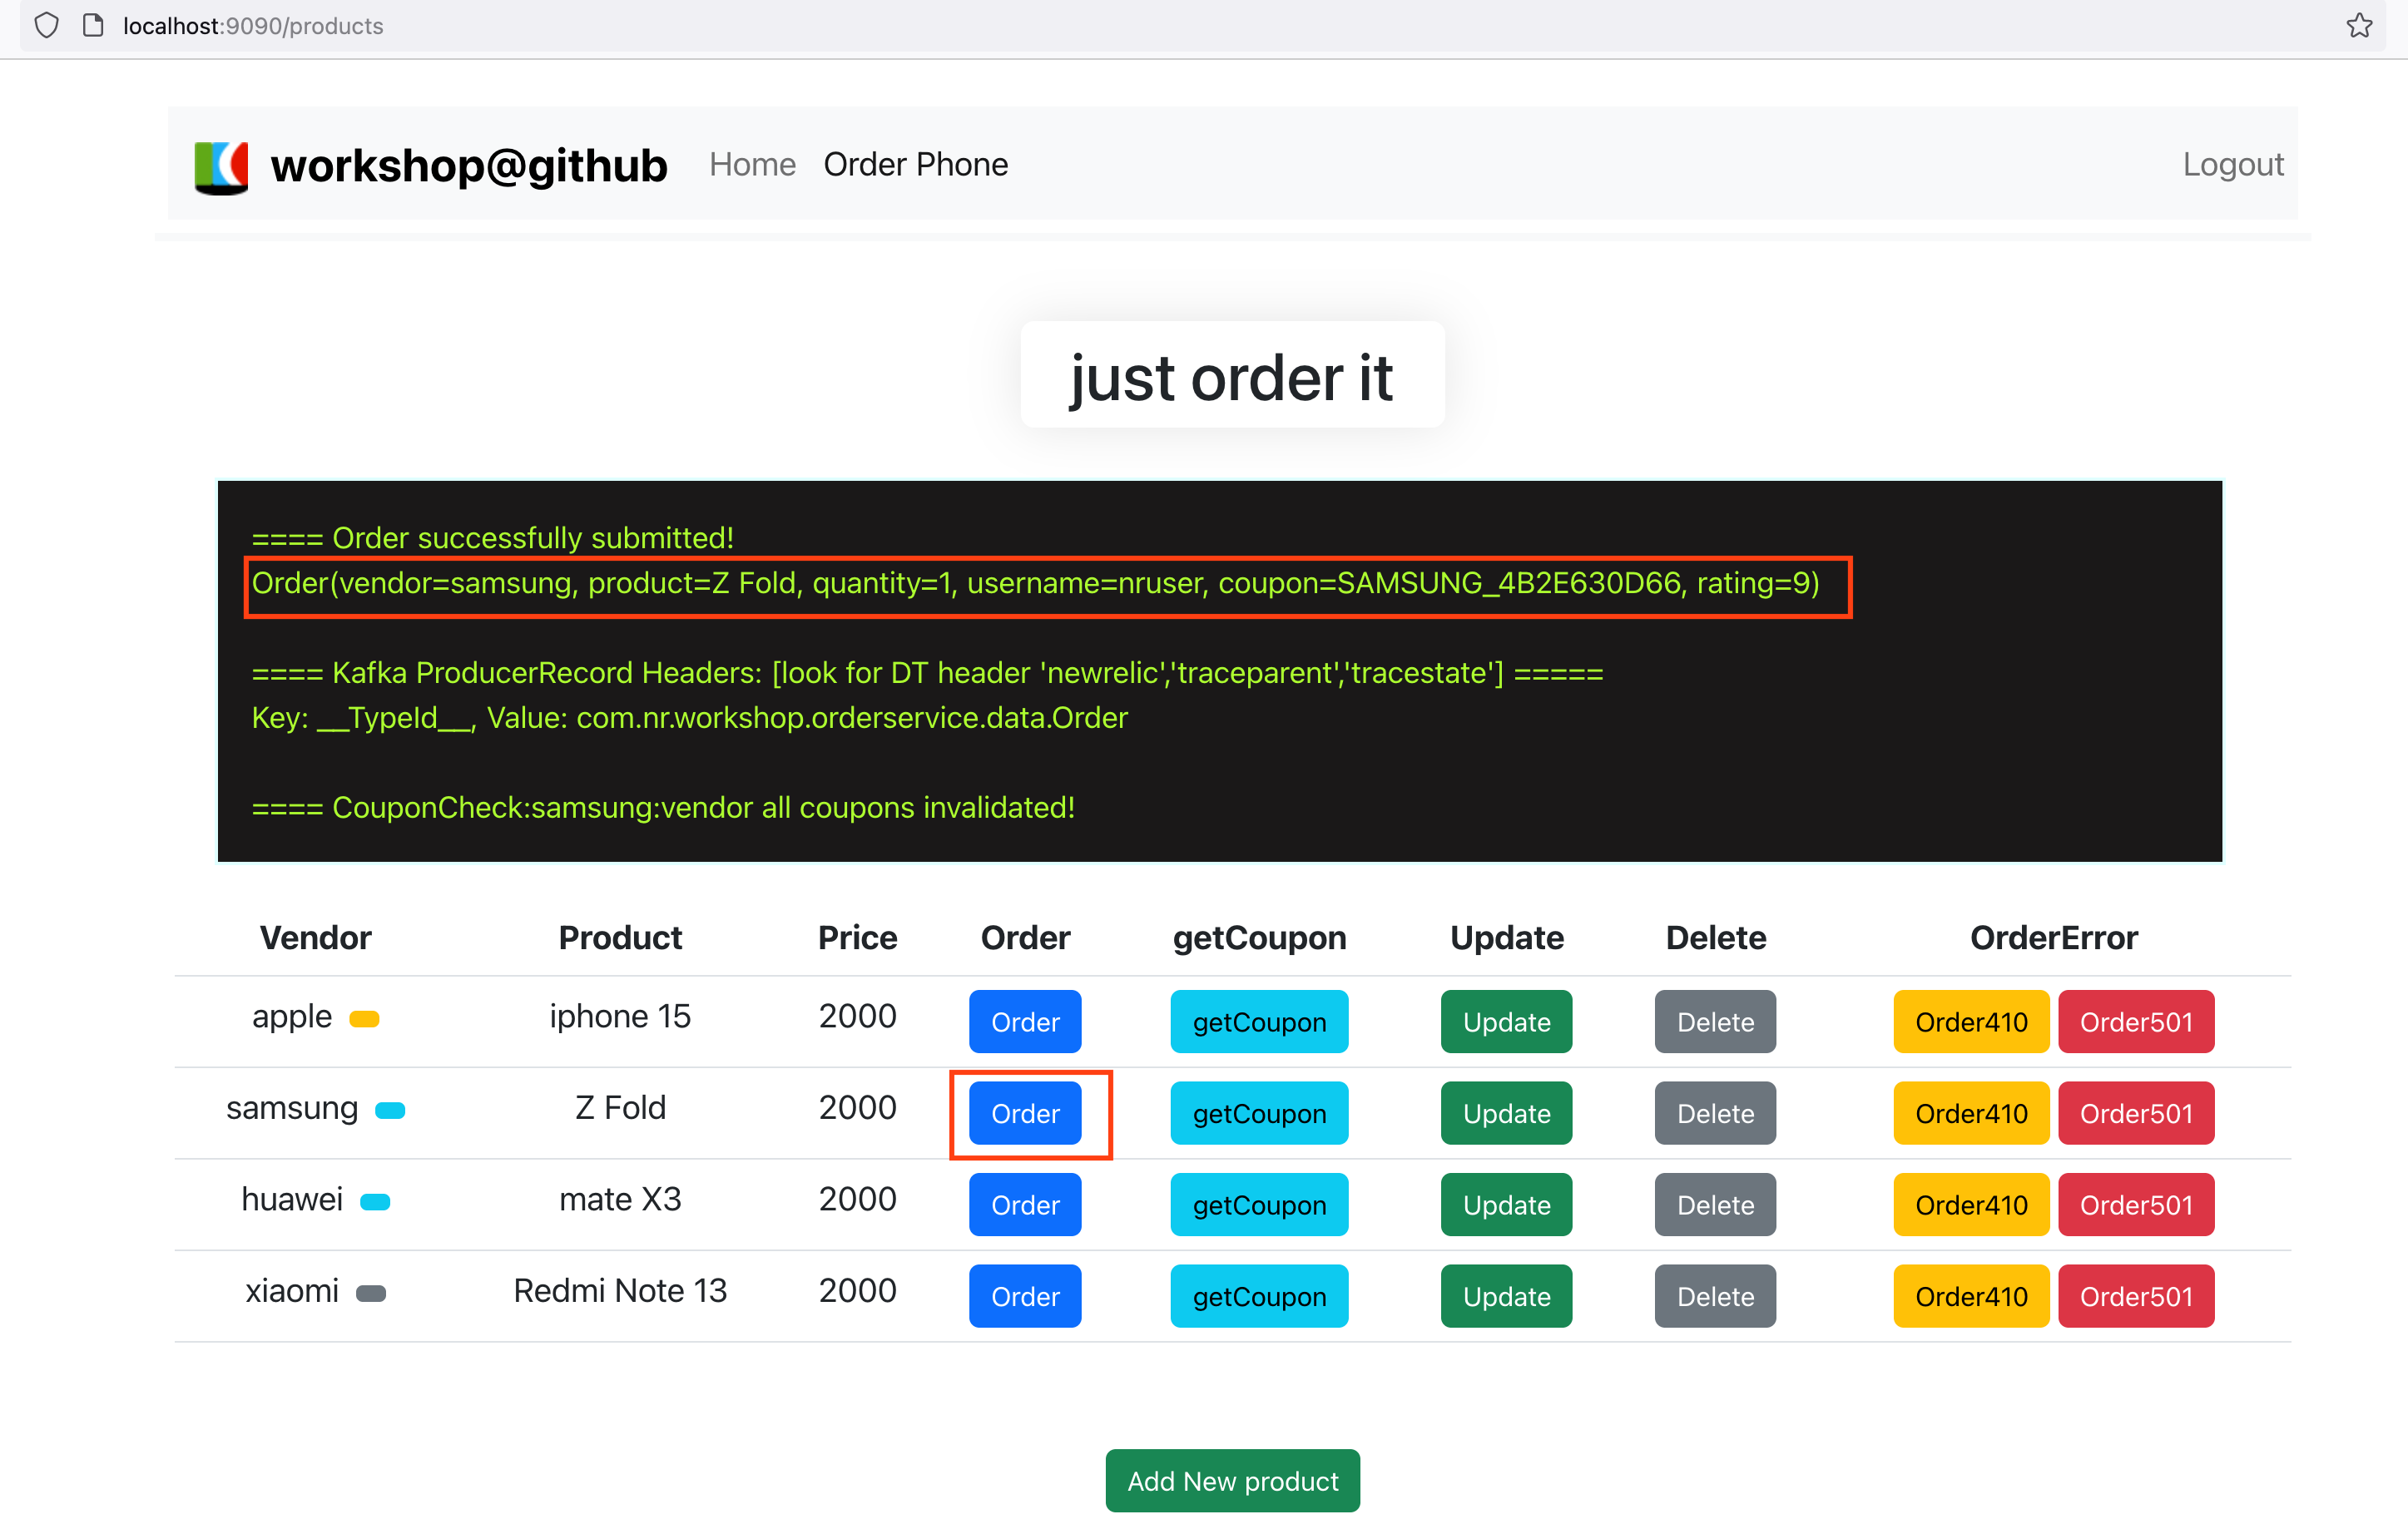 localhost:9090/products
workshop@github Home Order Phone Logout
just order it
==== Order successfully submitted!
Order(vendor=samsung, product=Z Fold, quantity=1, username=nruser, coupon=SAMSUNG_4B2E630D66, rating=9)
==== Kafka ProducerRecord Headers: [look for DT header 'newrelic','traceparent','tracestate'] =====
Key: __TypeId__, Value: com.nr.workshop.orderservice.data.Order
==== CouponCheck:samsung:vendor all coupons invalidated!
Vendor Product Price Order getCoupon Update Delete OrderError
apple iphone 15 2000 Order getCoupon Update Delete Order410 Order501
samsung Z Fold 2000 Order getCoupon Update Delete Order410 Order501
huawei mate X3 2000 Order getCoupon Update Delete Order410 Order501
xiaomi Redmi Note 13 2000 Order getCoupon Update Delete Order410 Order501
Add New product